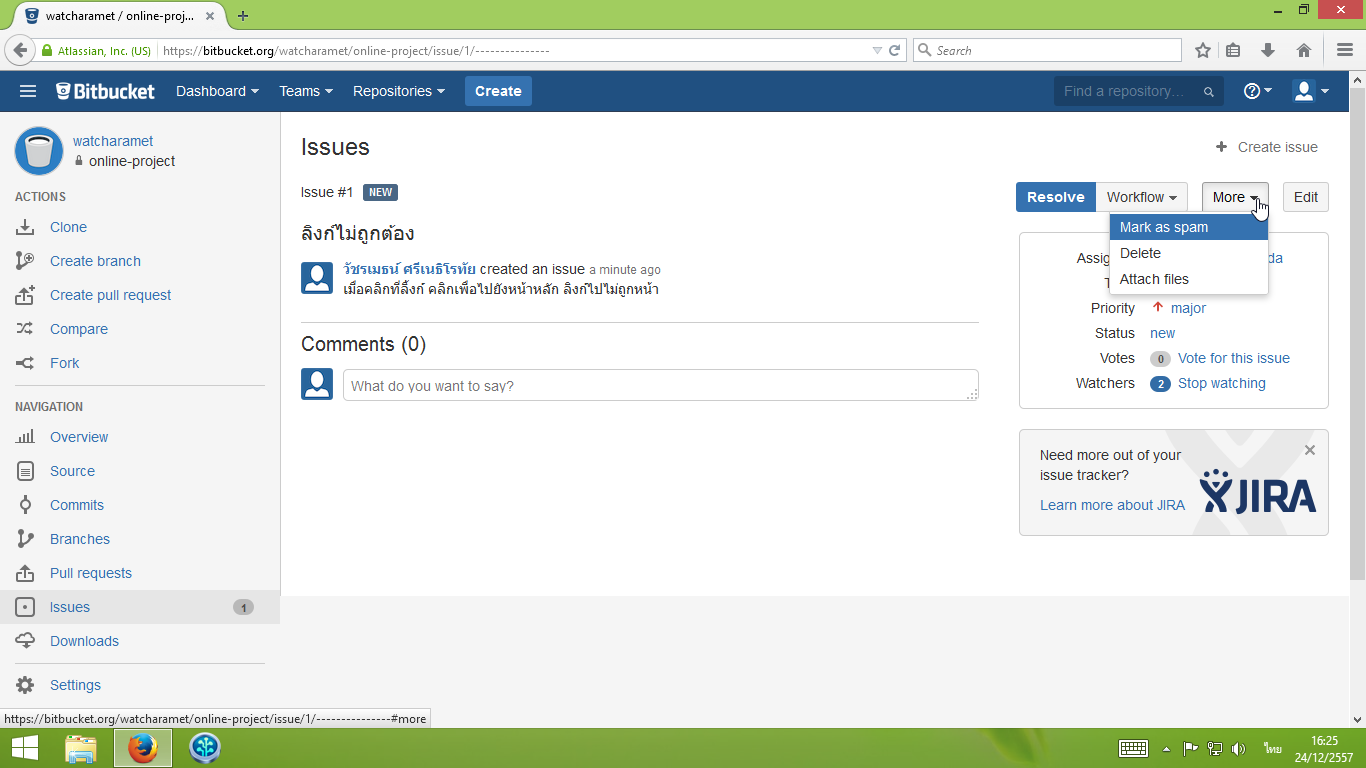 watcharamet / online-proj...
Atlassian, Inc. (US)
https://bitbucket.org/watcharamet/online-project/issue/1/---------------
Search
Bitbucket
Dashboard
Teams
Repositories
Create
Find a repository...
watcharamet
online-project
ACTIONS
Clone
Create branch
Create pull request
Compare
Fork
NAVIGATION
Overview
Source
Commits
Branches
Pull requests
Issues 1
Downloads
Settings
Issues
Create issue
Issue #1 NEW
Resolve
Workflow
More
Edit
Mark as spam
Delete
Attach files
ลิงก์ไม่ถูกต้อง
วัชรเมธน์ ศรีเนธิโรทัย created an issue a minute ago
เมื่อคลิกที่ลิ้งก์ คลิกเพื่อไปยังหน้าหลัก ลิงก์ไปไม่ถูกหน้า
Comments (0)
What do you want to say?
Priority major
Status new
Votes 0 Vote for this issue
Watchers 2 Stop watching
Need more out of your
issue tracker?
Learn more about JIRA
JIRA
https://bitbucket.org/watcharamet/online-project/issue/1/---------------#more
ไทย
16:25
24/12/2557